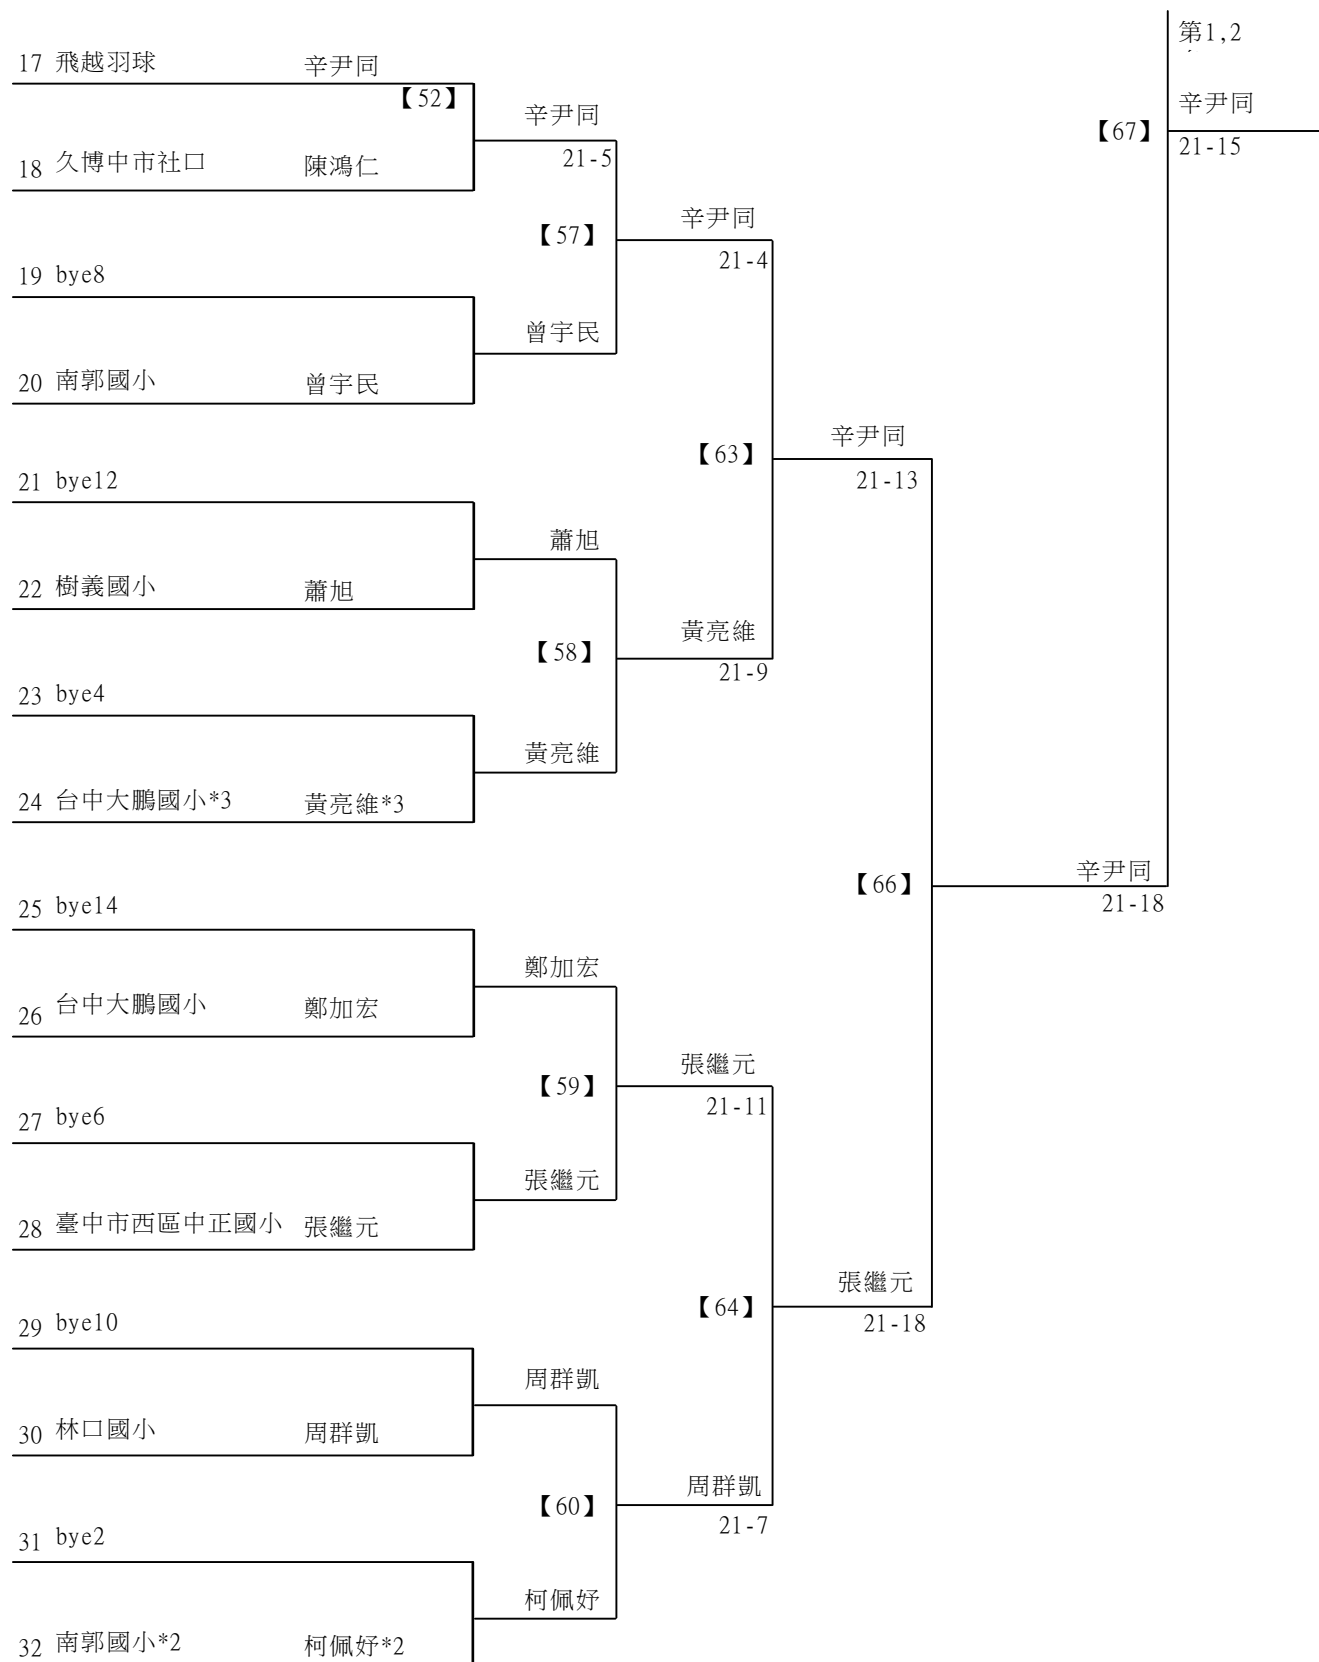 第1,2
17 飛越羽球 辛尹同
【52】
辛尹同
21-5
18 久博中市社口 陳鴻仁
【67】
辛尹同
21-15
【57】
辛尹同
21-4
19 bye8
曾宇民
20 南郭國小 曾宇民
【63】
辛尹同
21-13
21 bye12
蕭旭
22 樹義國小 蕭旭
【58】
黃亮維
21-9
23 bye4
黃亮維
24 台中大鵬國小*3 黃亮維*3
【66】
辛尹同
21-18
25 bye14
鄭加宏
26 台中大鵬國小 鄭加宏
【59】
張繼元
21-11
27 bye6
張繼元
28 臺中市西區中正國小 張繼元
【64】
張繼元
21-18
29 bye10
周群凱
30 林口國小 周群凱
【60】
周群凱
21-7
31 bye2
柯佩妤
32 南郭國小*2 柯佩妤*2